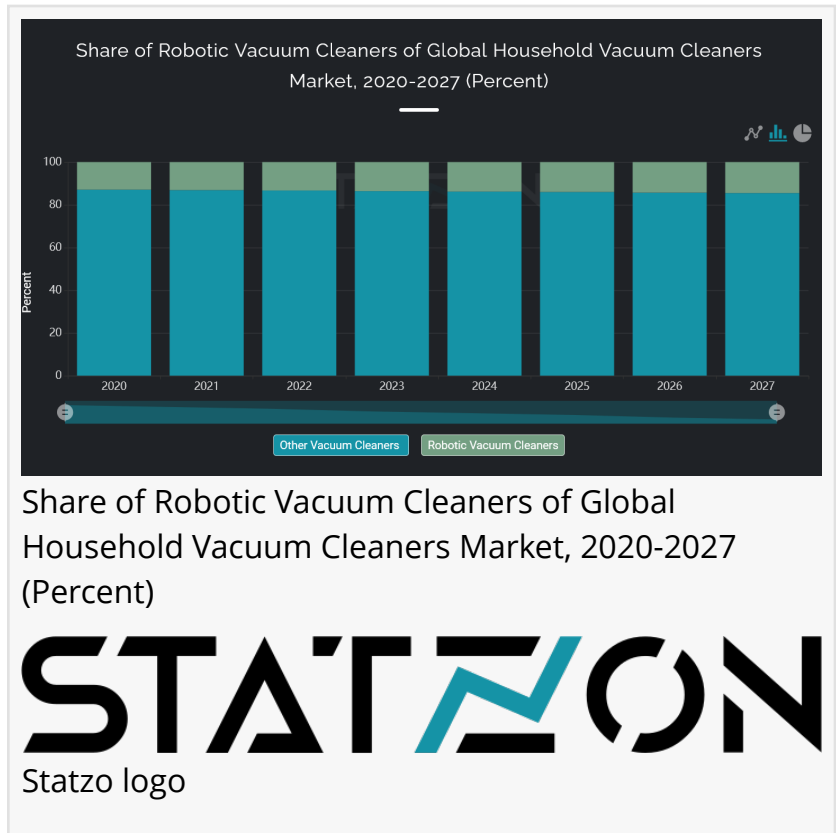 Share of Robotic Vacuum Cleaners of Global Household Vacuum Cleaners
Market, 2020-2027 (Percent)
100
80
60
40
20
0
Percent
2020 2021 2022 2023 2024 2025 2026 2027
Other Vacuum Cleaners Robotic Vacuum Cleaners
Share of Robotic Vacuum Cleaners of Global
Household Vacuum Cleaners Market, 2020-2027
(Percent)
STATZON
Statzo logo